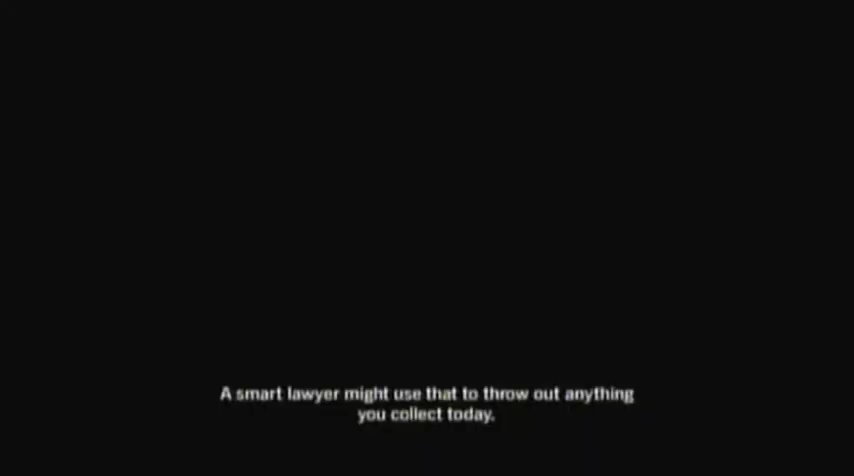 A smart lawyer might use that to throw out anything
you collect today.